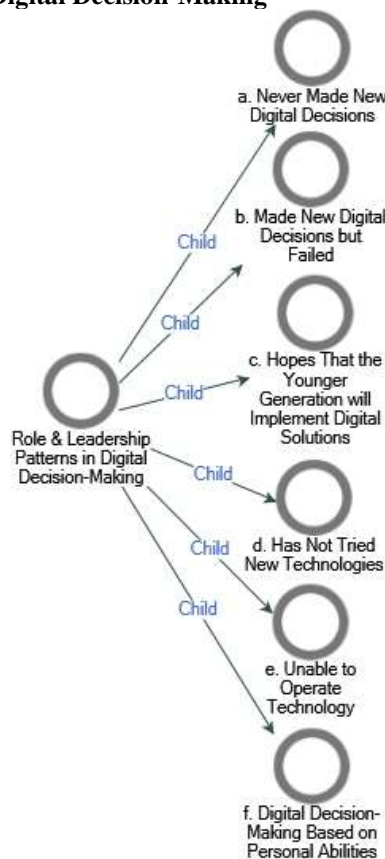 Digital Decision-Making
a. Never Made New
Digital Decisions
Child
b. Made New Digital
Decisions but
Failed
Child
c. Hopes That the
Younger
Generation will
Implement Digital
Solutions
Child
Role & Leadership
Patterns in Digital
Decision-Making
Child
d. Has Not Tried
New Technologies
Child
e. Unable to
Operate
Technology
Child
f. Digital Decision-
Making Based on
Personal Abilities